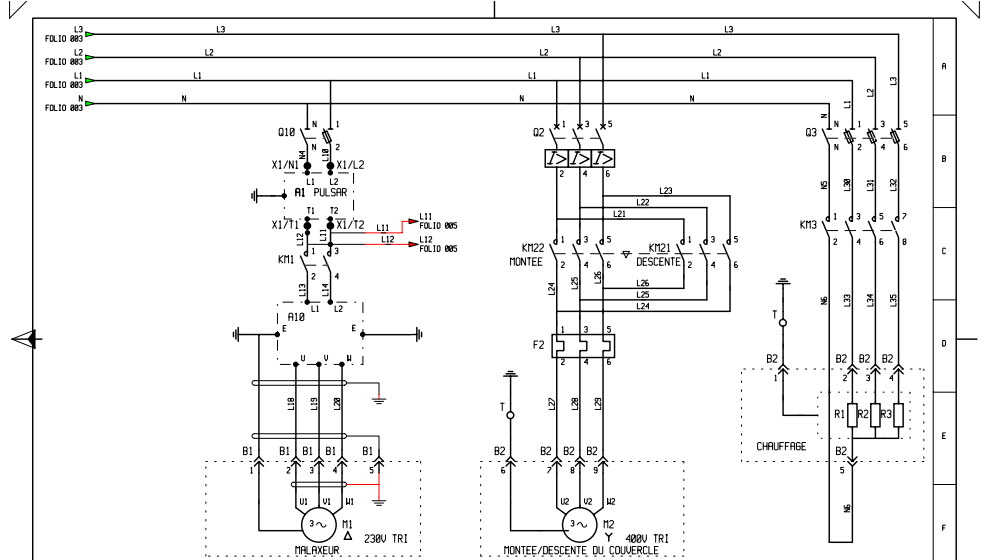 L3 L3 L3 L3
FOLIO 003
L2 L2 L2 L2
FOLIO 003
L1 L1 L1 L1
FOLIO 003
N N N N
FOLIO 003
L1 L2 L3
A
Q10 N 1
N 2
N4 L10
Q2 1 3 5
2 4 6
Q3 N 1 3 5
N 2 4 6
B
X1/N1 X1/L2
L1 L2
A1 PULSAR
T1 T2
X1/T1 X1/T2
L12 L11
L11 L11
FOLIO 005
L12 L12
FOLIO 005
L23
L22
L21
N5 L30 L31 L32
KM1 1 3
2 4
KM22 1 3 5
MONTEE 2 4 6
KM21 1 3 5
DESCENTE 2 4 6
KM3 1 3 5 7
2 4 6 8
C
L13 L14
L24 L25 L26
L26
L25
L24
N6 L33 L34 L35
L1 L2
A10
E E
U V W
F2 1 3 5
2 4 6
T
D
L18 L19 L20
T
L27 L28 L29
B2 B2 B2 B2
1 2 3 4
R1 R2 R3
CHAUFFAGE
B2
5
E
B1 B1 B1 B1 B1
1 2 3 4 5
B2 B2 B2 B2
6 7 8 9
U1 V1 W1
3~ M1
230V TRI
MALAXEUR
U2 V2 W2
3~ M2
400V TRI
MONTEE/DESCENTE DU COUVERCLE
N6
F